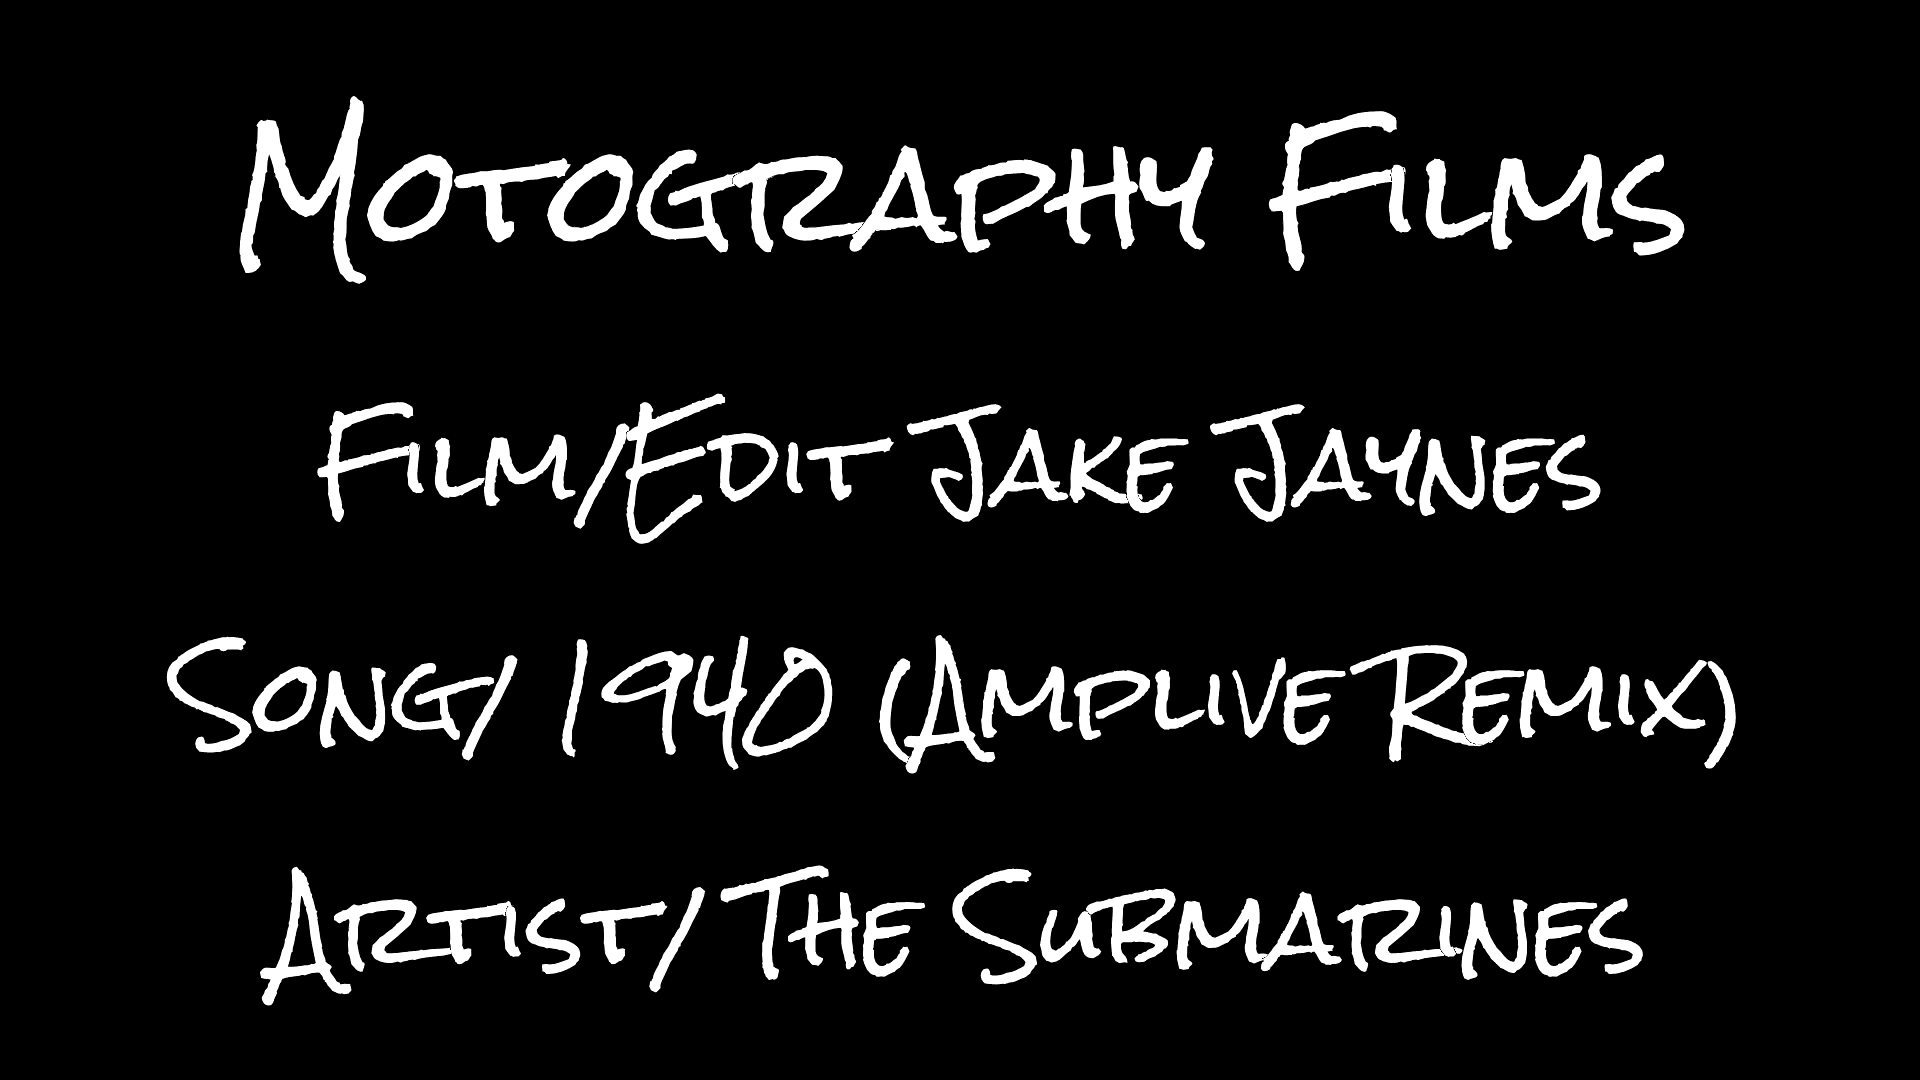 Motography Films
Film/Edit Jake Jaynes
Song/ 1940 (Amplive Remix)
Artist/ The Submarines